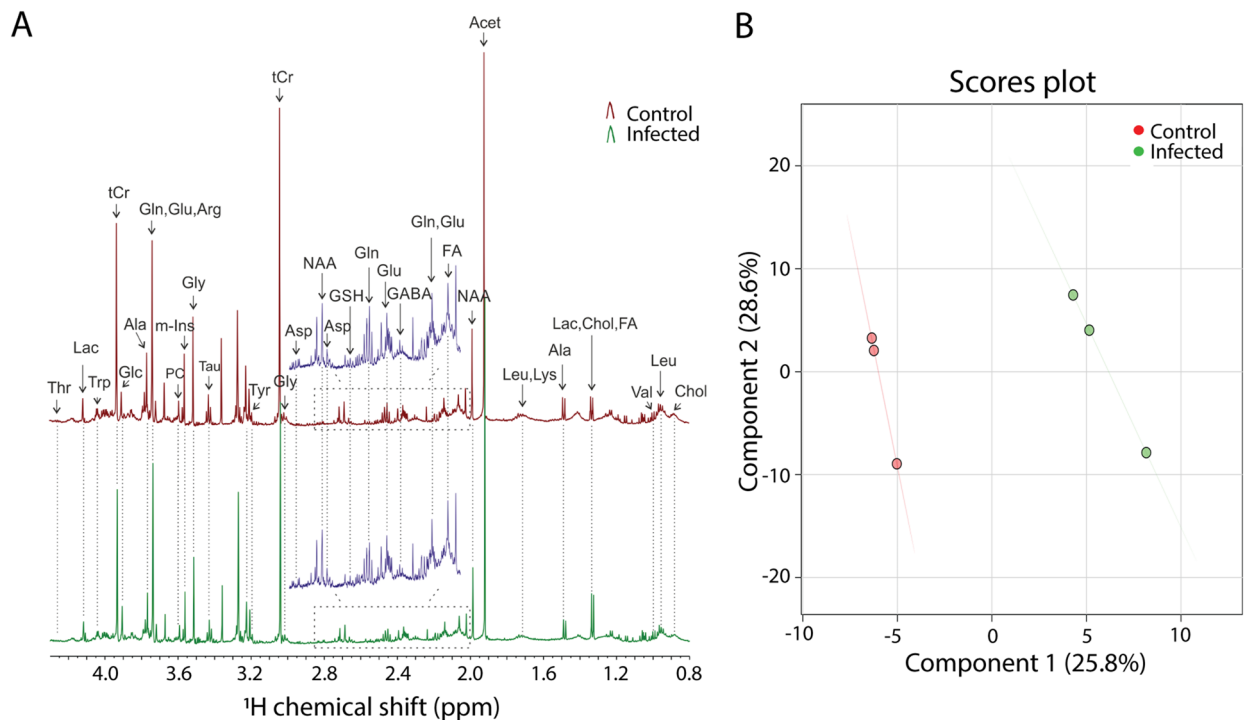 A
Acet
tCr
Control
Infected
tCr
Gln,Glu,Arg
Gly
Ala
m-Ins
Lac
Glc
PC
Tau
Thr
Trp
Tyr
Gly
NAA
Asp
Asp
GSH
Gln
Glu
GABA
Gln,Glu
FA
NAA
Leu,Lys
Ala
Lac,Chol,FA
Val
Leu
Chol
4.0 3.6 3.2 2.8 2.4 2.0 1.6 1.2 0.8
¹H chemical shift (ppm)
B
Scores plot
Control
Infected
Component 2 (28.6%)
20
10
0
-10
-20
-10 -5 0 5 10
Component 1 (25.8%)